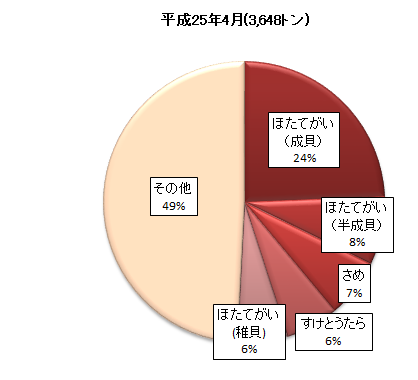 平成25年4月(3,648トン)
ほたてがい
（成貝）
24%
ほたてがい
（半成貝）
8%
さめ
7%
すけとうたら
6%
ほたてがい
(稚貝)
6%
その他
49%